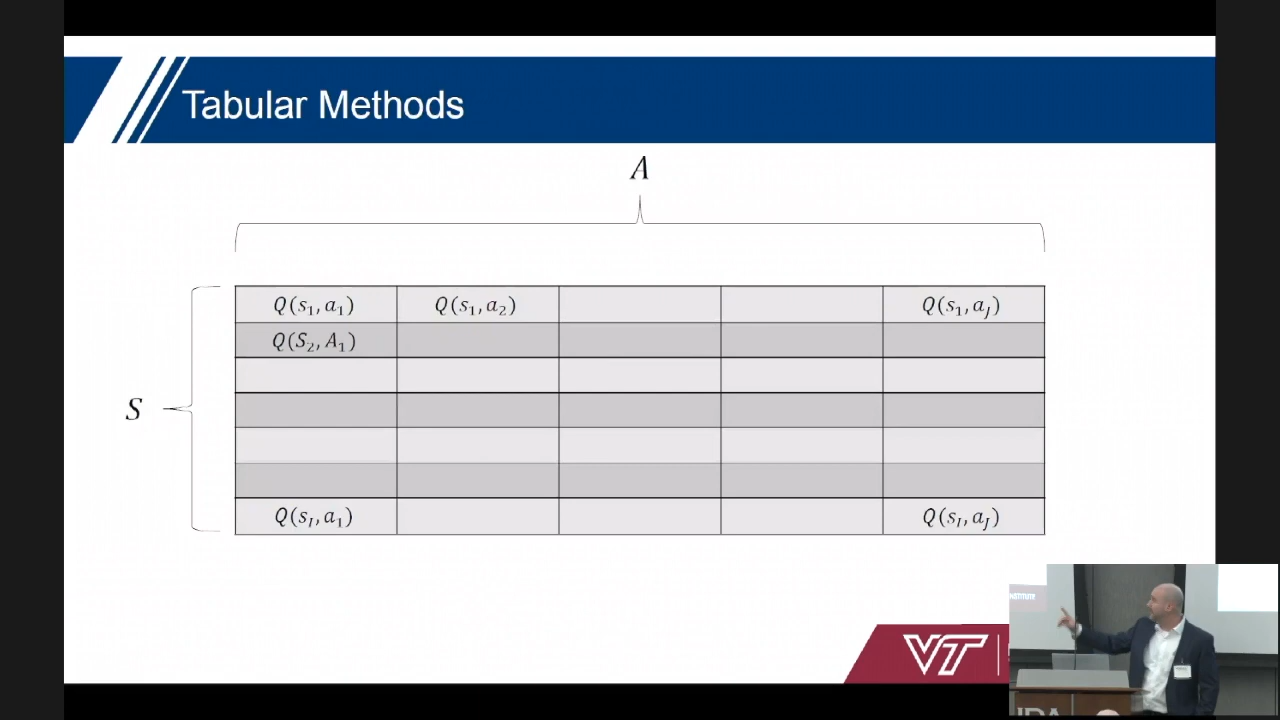 Tabular Methods
A
Q(s₁, a₁) Q(s₁, a₂) Q(s₁, a_J)
Q(S₂, A₁)
S
Q(s_I, a₁) Q(s_I, a_J)
VT